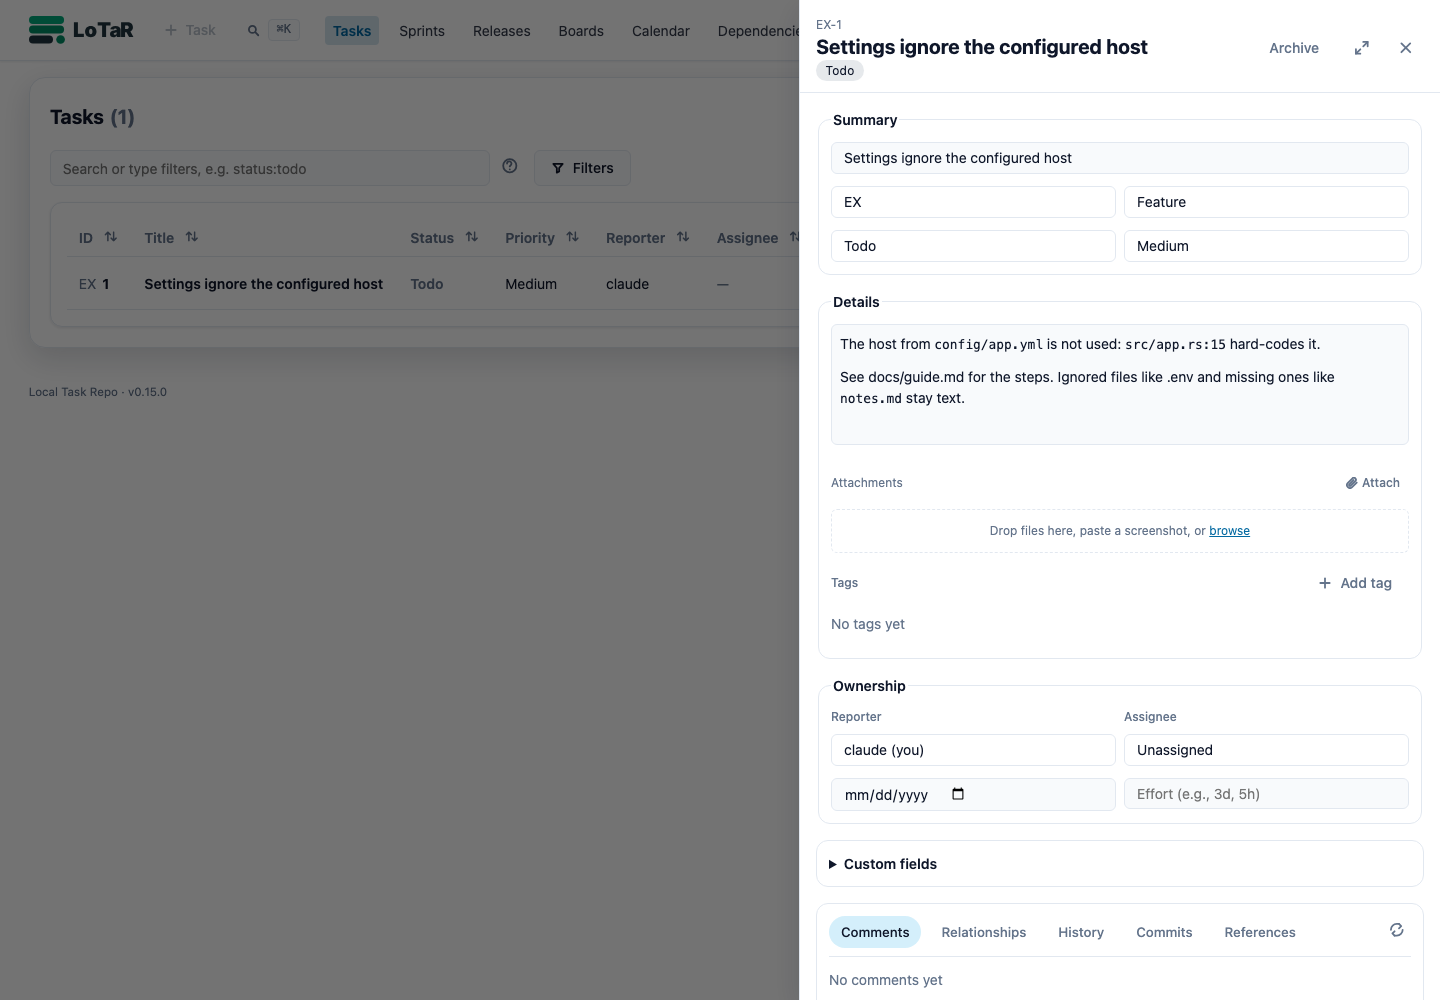 LoTaR
Task
⌘K
Tasks
Sprints
Releases
Boards
Calendar
Tasks (1)
Search or type filters, e.g. status:todo
Filters
ID
Title
Status
Priority
Reporter
Assignee
EX 1
Settings ignore the configured host
Todo
Medium
claude
—
Local Task Repo · v0.15.0
EX-1
Settings ignore the configured host
Todo
Archive
Summary
Settings ignore the configured host
EX
Feature
Todo
Medium
Details
The host from config/app.yml is not used: src/app.rs:15 hard-codes it.
See docs/guide.md for the steps. Ignored files like .env and missing ones like
notes.md stay text.
Attachments
Attach
Drop files here, paste a screenshot, or browse
Tags
Add tag
No tags yet
Ownership
Reporter
Assignee
claude (you)
Unassigned
mm/dd/yyyy
Effort (e.g., 3d, 5h)
Custom fields
Comments
Relationships
History
Commits
References
No comments yet